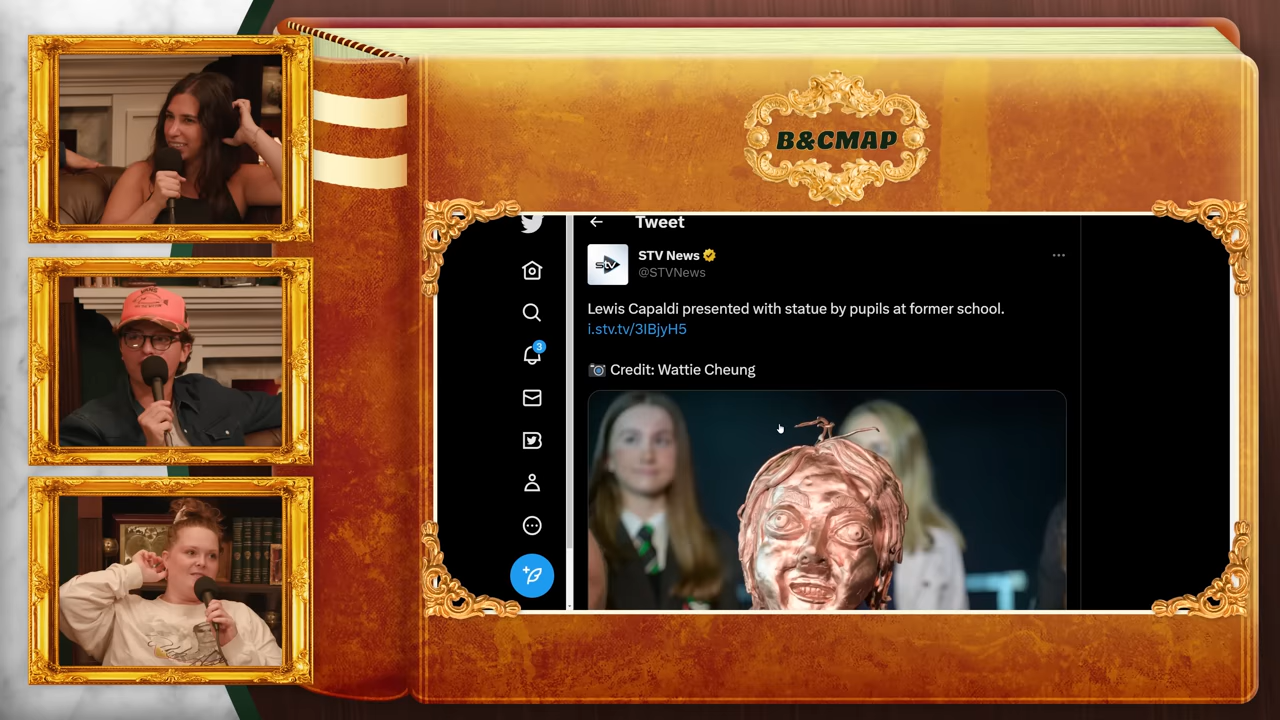 B&CMAP
Tweet
STV News
@STVNews
Lewis Capaldi presented with statue by pupils at former school.
i.stv.tv/3IBjyH5
Credit: Wattie Cheung
3
stv